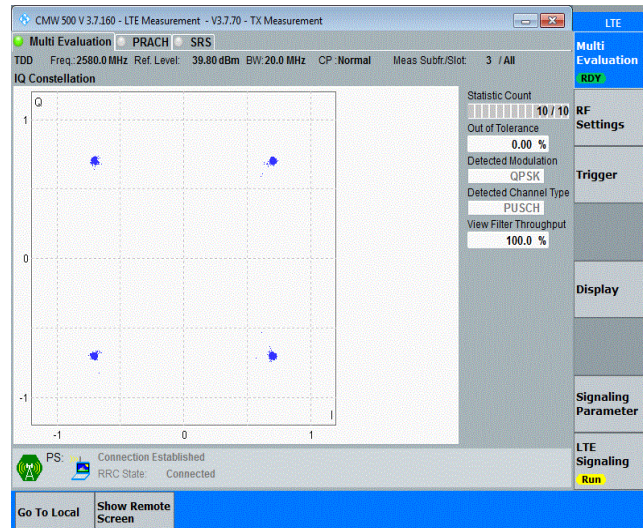 CMW 500 V 3.7.160 - LTE Measurement - V3.7.70 - TX Measurement
LTE
Multi Evaluation PRACH SRS
TDD Freq.: 2580.0 MHz Ref. Level: 39.80 dBm BW: 20.0 MHz CP : Normal Meas Subfr./Slot: 3 / All
IQ Constellation
Q
1
0
-1
-1 0 1
I
Statistic Count
10 / 10
Out of Tolerance
0.00 %
Detected Modulation
QPSK
Detected Channel Type
PUSCH
View Filter Throughput
100.0 %
Multi
Evaluation
RDY
RF
Settings
Trigger
Display
Signaling
Parameter
LTE
Signaling
Run
PS: Connection Established
RRC State: Connected
Go To Local
Show Remote
Screen